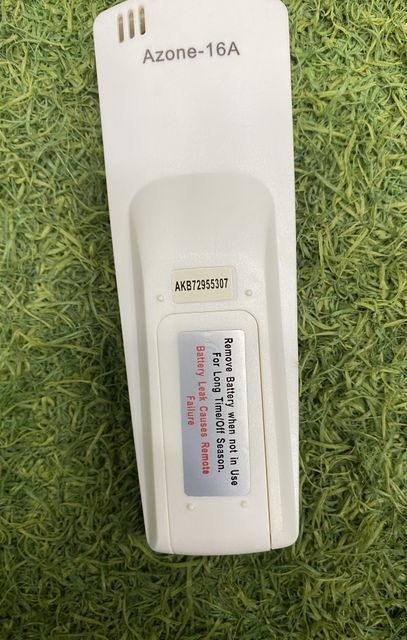 Azone-16A
AKB72955307
Remove Battery when not in Use
For Long Time/Off Season.
Battery Leak Causes Remote
Failure